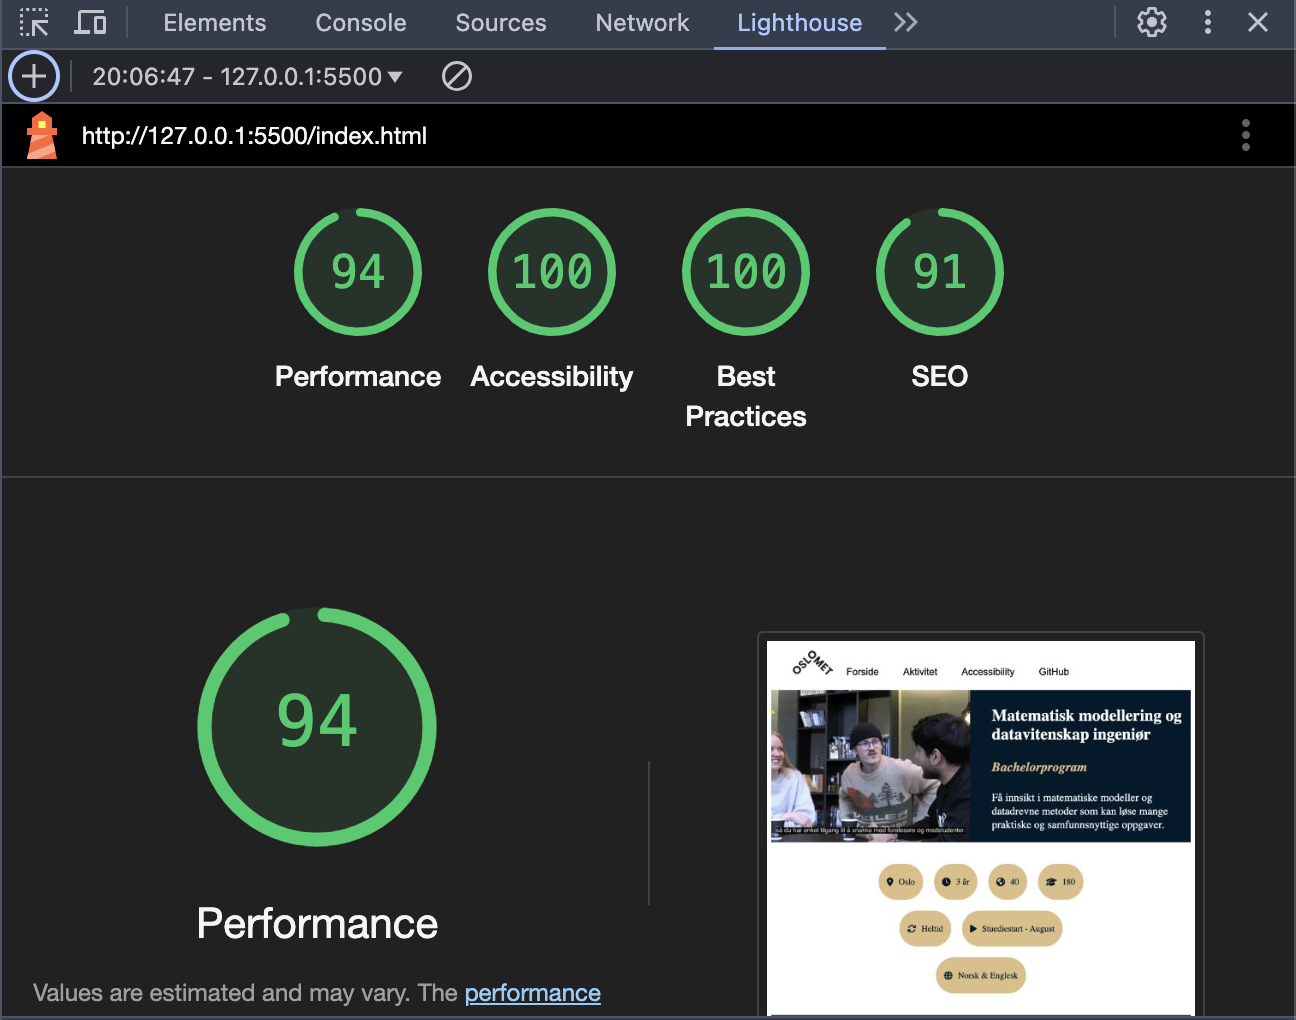 Elements Console Sources Network Lighthouse
20:06:47 - 127.0.0.1:5500
http://127.0.0.1:5500/index.html
94 100 100 91
Performance Accessibility Best Practices SEO
94
Performance
Values are estimated and may vary. The performance
OSLOMET Forside Aktivitet Accessibility GitHub
Matematisk modellering og
datavitenskap ingeniør
Bachelorprogram
Få innsikt i matematiske modeller og
datadrevne metoder som kan løse mange
praktiske og samfunnsnyttige oppgaver.
så du har enkel tilgang til å snakke med forelesere og medstudenter.
Oslo 3 år 40 180
Heltid Stuediestart - August
Norsk & Englesk